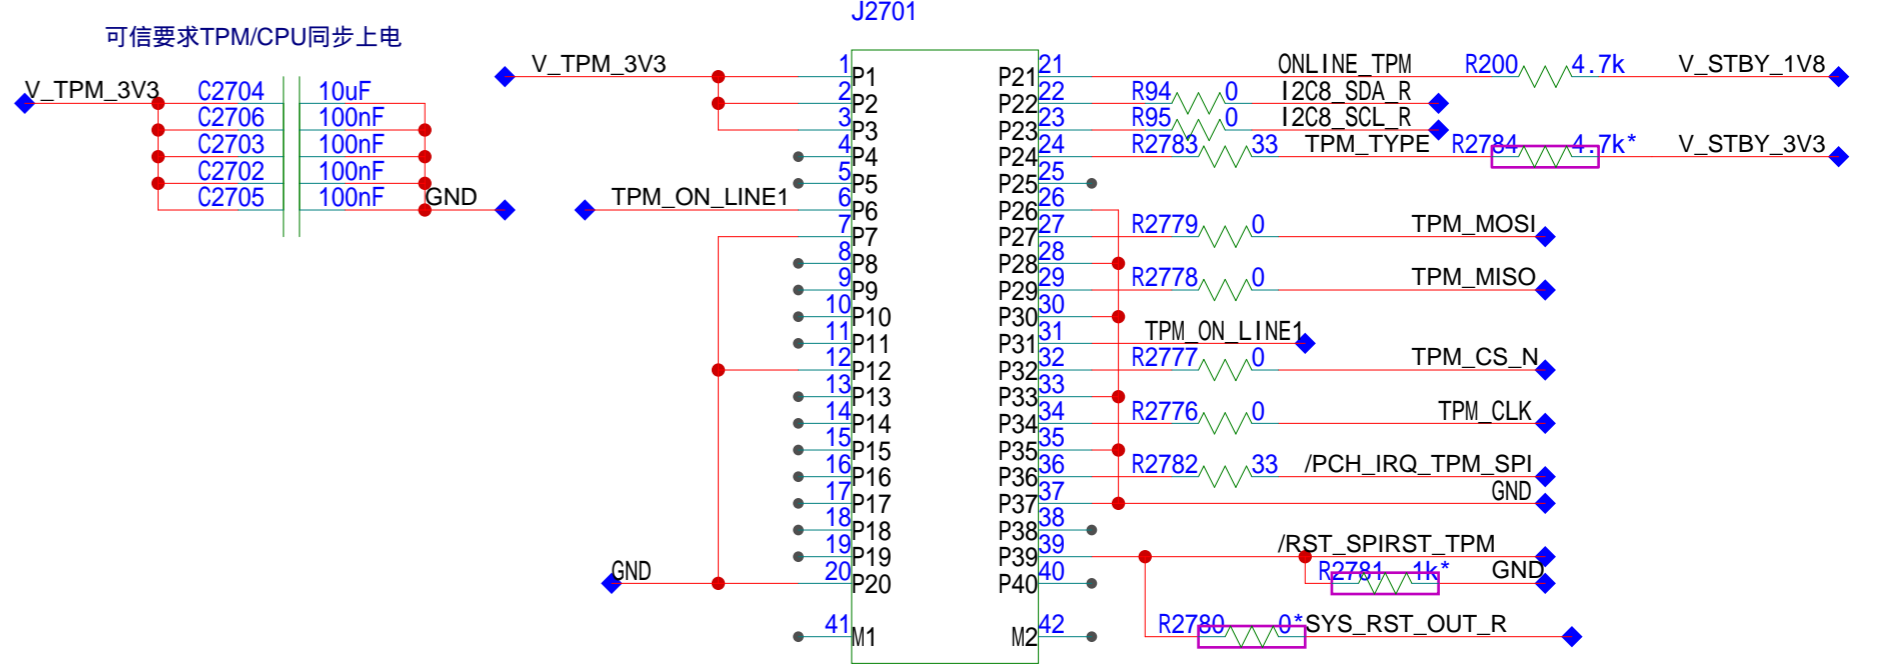 J2701
可信要求TPM/CPU同步上电
V_TPM_3V3
C2704 10uF
C2706 100nF
C2703 100nF
C2702 100nF
C2705 100nF
GND
V_TPM_3V3
TPM_ON_LINE1
GND
1 P1
2 P2
3 P3
4 P4
5 P5
6 P6
7 P7
8 P8
9 P9
10 P10
11 P11
12 P12
13 P13
14 P14
15 P15
16 P16
17 P17
18 P18
19 P19
20 P20
41 M1
P21 21 ONLINE_TPM R200 4.7k V_STBY_1V8
P22 22 R94 0 I2C8_SDA_R
P23 23 R95 0 I2C8_SCL_R
P24 24 R2783 33 TPM_TYPE R2784 4.7k* V_STBY_3V3
P25 25
P26 26
P27 27 R2779 0 TPM_MOSI
P28 28
P29 29 R2778 0 TPM_MISO
P30 30
P31 31 TPM_ON_LINE1
P32 32 R2777 0 TPM_CS_N
P33 33
P34 34 R2776 0 TPM_CLK
P35 35
P36 36 R2782 33 /PCH_IRQ_TPM_SPI
P37 37 GND
P38 38
P39 39 /RST_SPIRST_TPM
P40 40 R2781 1k* GND
M2 42 R2780 0* SYS_RST_OUT_R